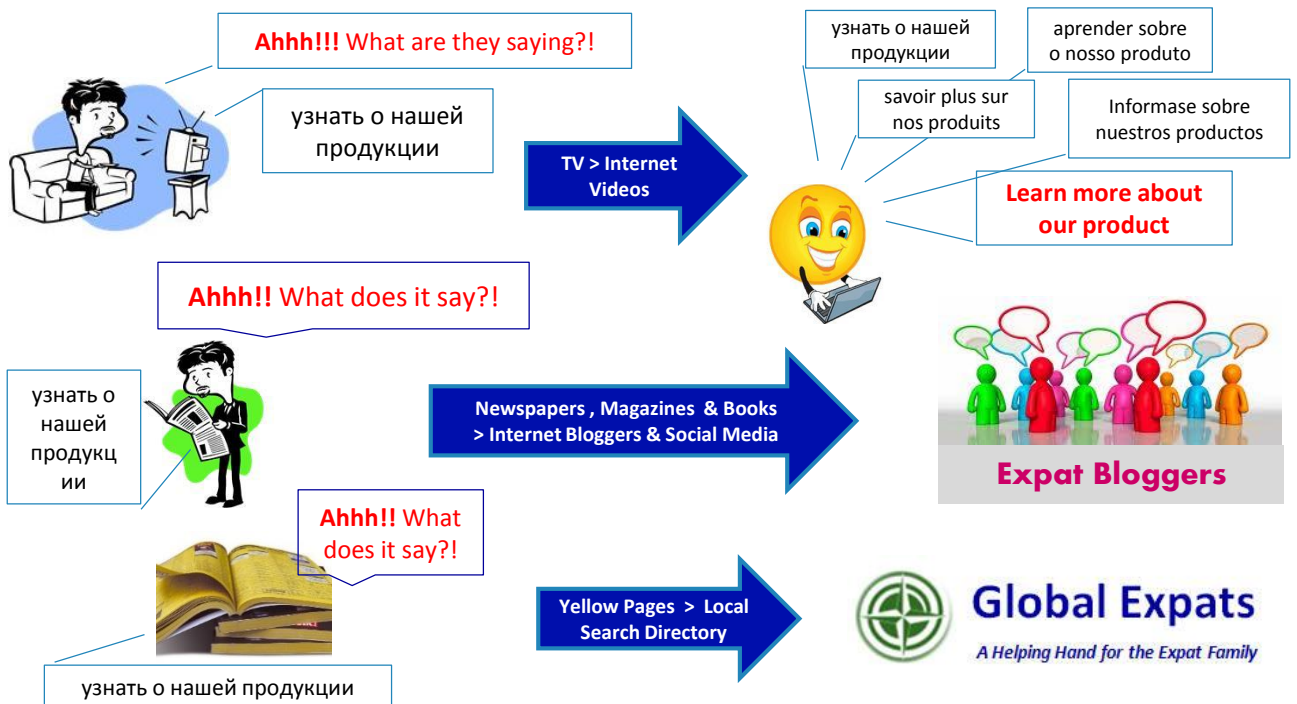 Ahhh!!! What are they saying?!
узнать о нашей
продукции
TV > Internet
Videos
узнать о нашей
продукции
aprender sobre
o nosso produto
savoir plus sur
nos produits
Informase sobre
nuestros productos
Learn more about
our product
Ahhh!! What does it say?!
узнать о
нашей
продукц
ии
Newspapers , Magazines & Books
> Internet Bloggers & Social Media
Expat Bloggers
Ahhh!! What
does it say?!
узнать о нашей продукции
Yellow Pages > Local
Search Directory
Global Expats
A Helping Hand for the Expat Family